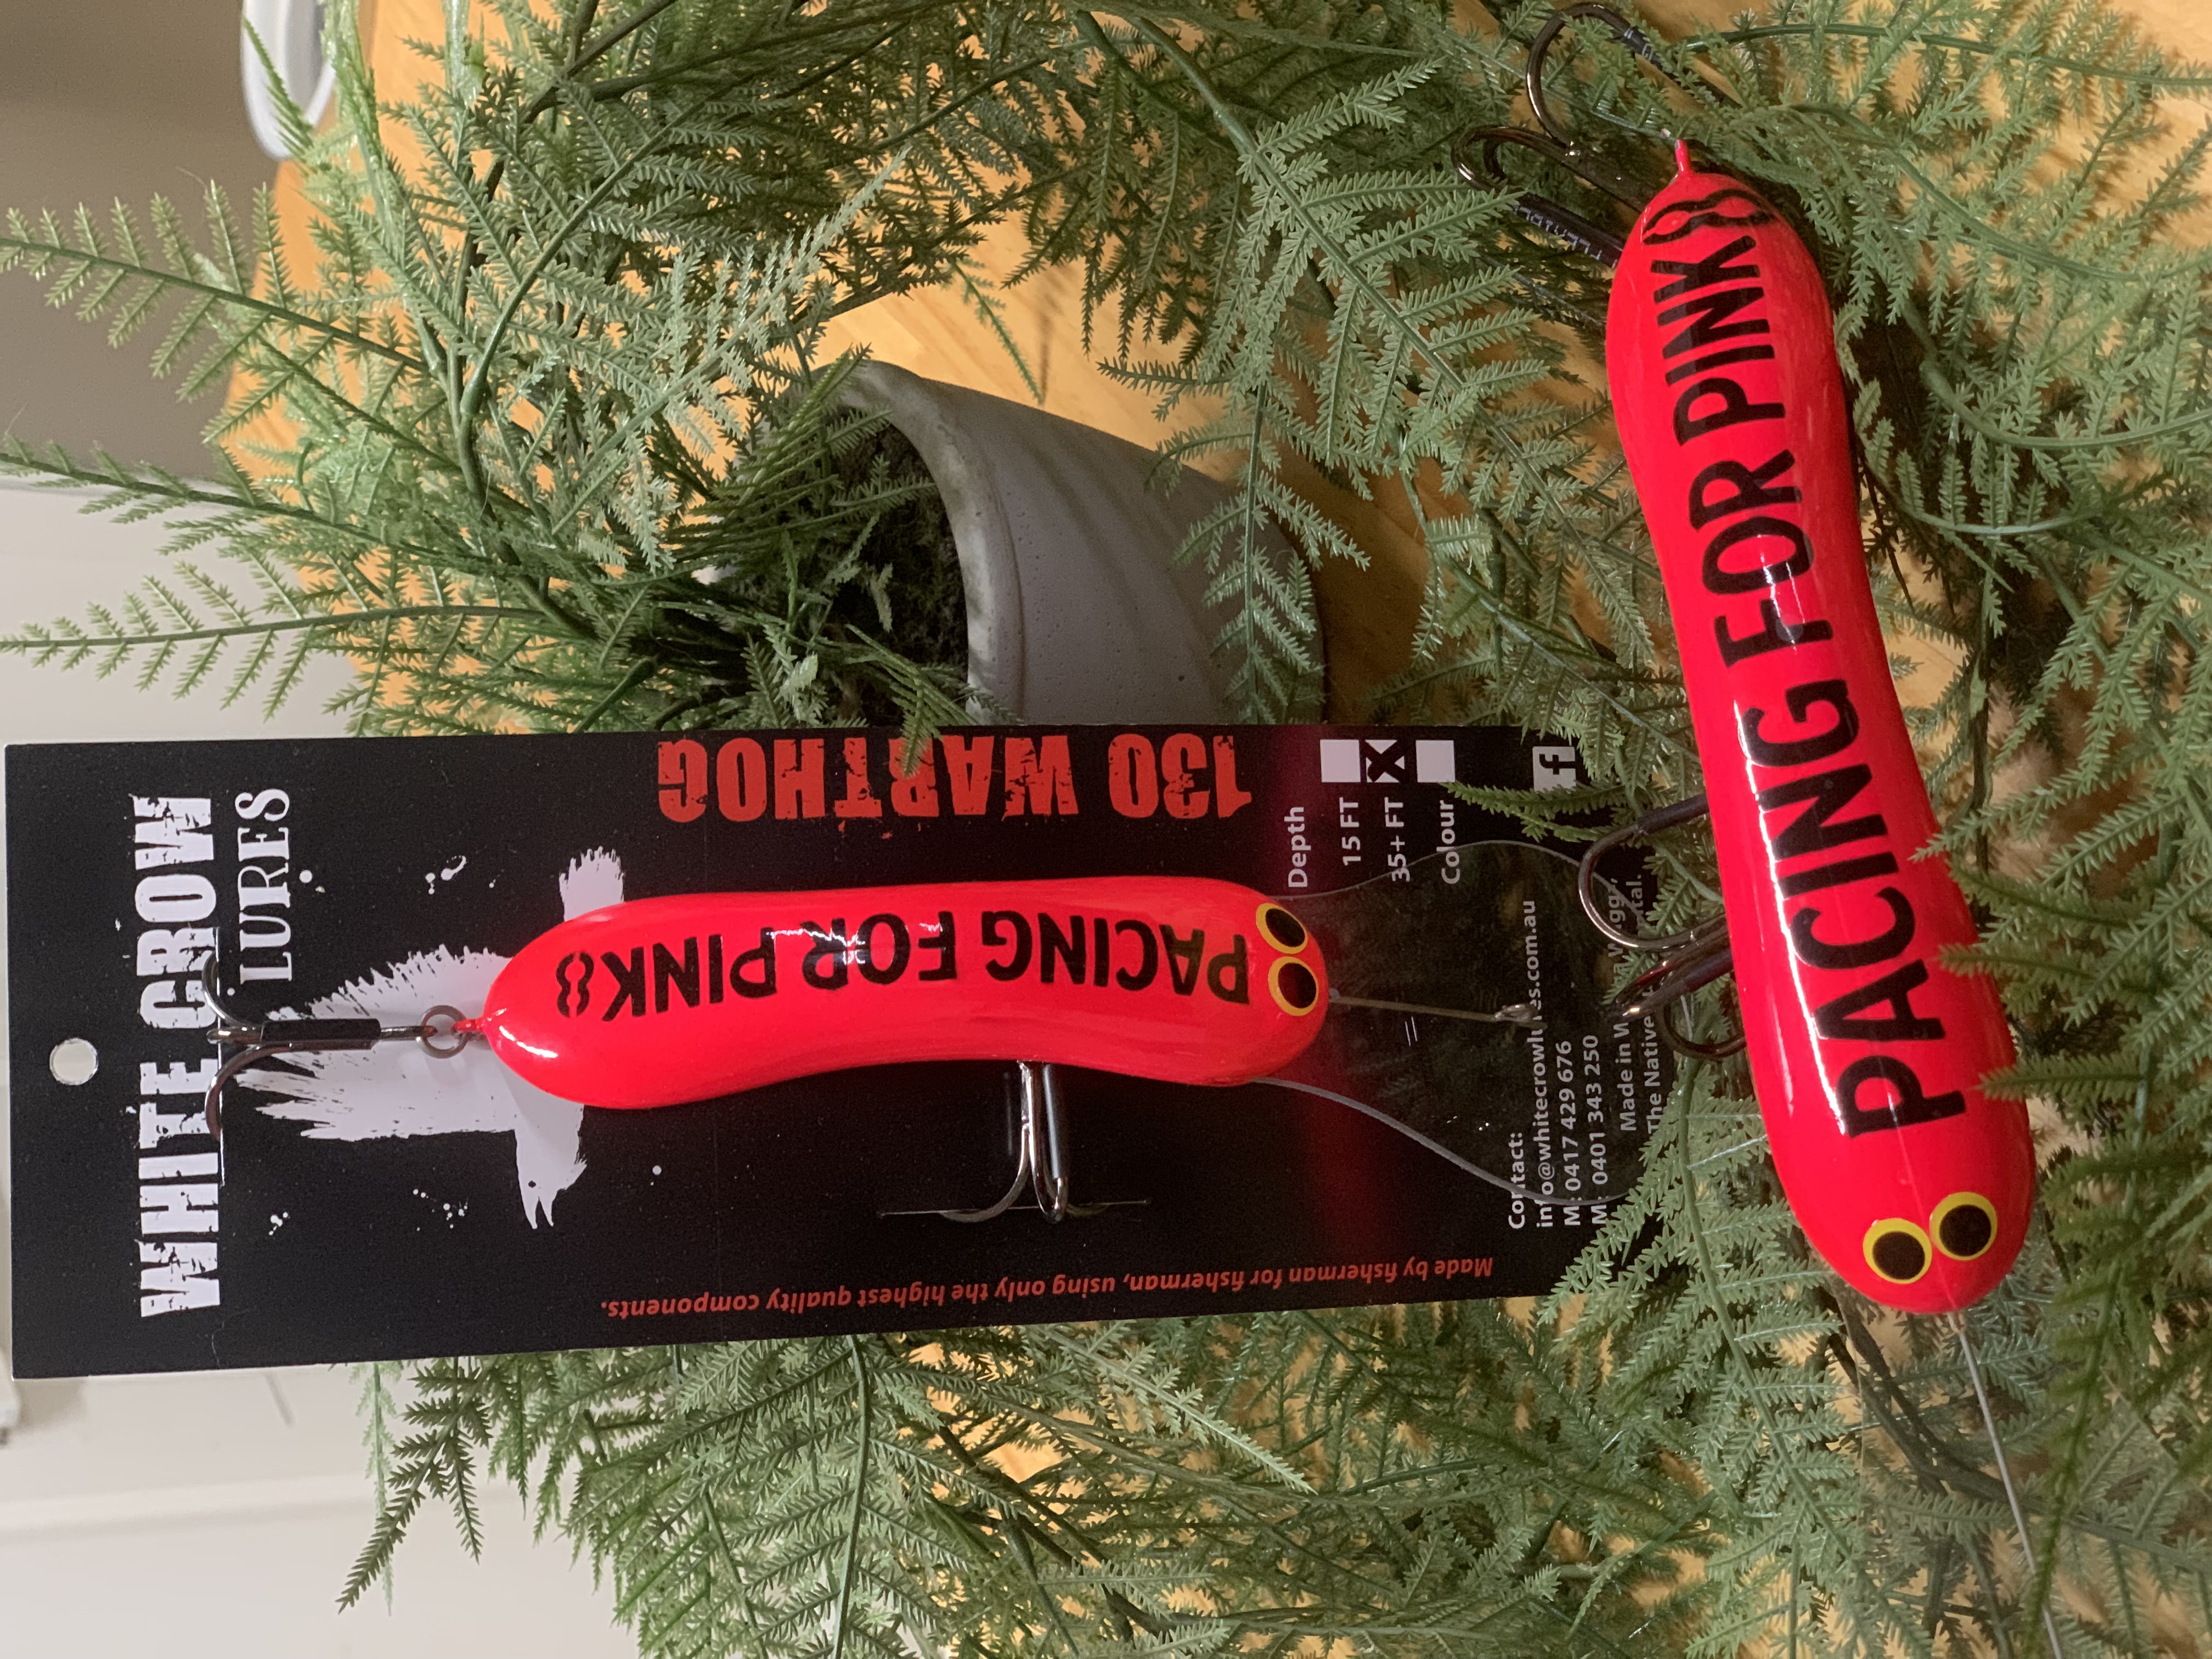 WHITE CROW
LURES
130 WARTHOG
PACING FOR PINK
Depth
15 FT
35+ FT
Colour
f
Contact:
M: 0417 429 676
M: 0401 343 250
Made in W
The Native
Made by fisherman for fisherman, using only the highest quality components.
PACING FOR PINK